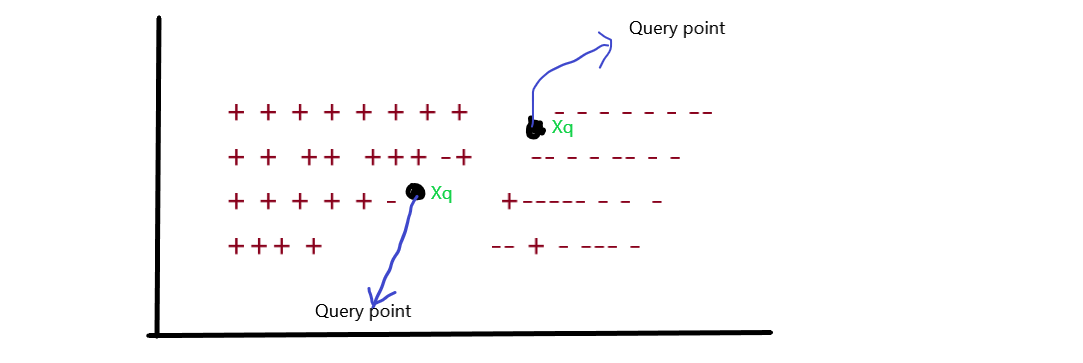 Query point
+ + + + + + + + - - - - - - --
Xq
+ + ++ +++ -+ -- - - -- - -
+ + + + + - Xq +----- - - -
+++ + -- + - --- -
Query point